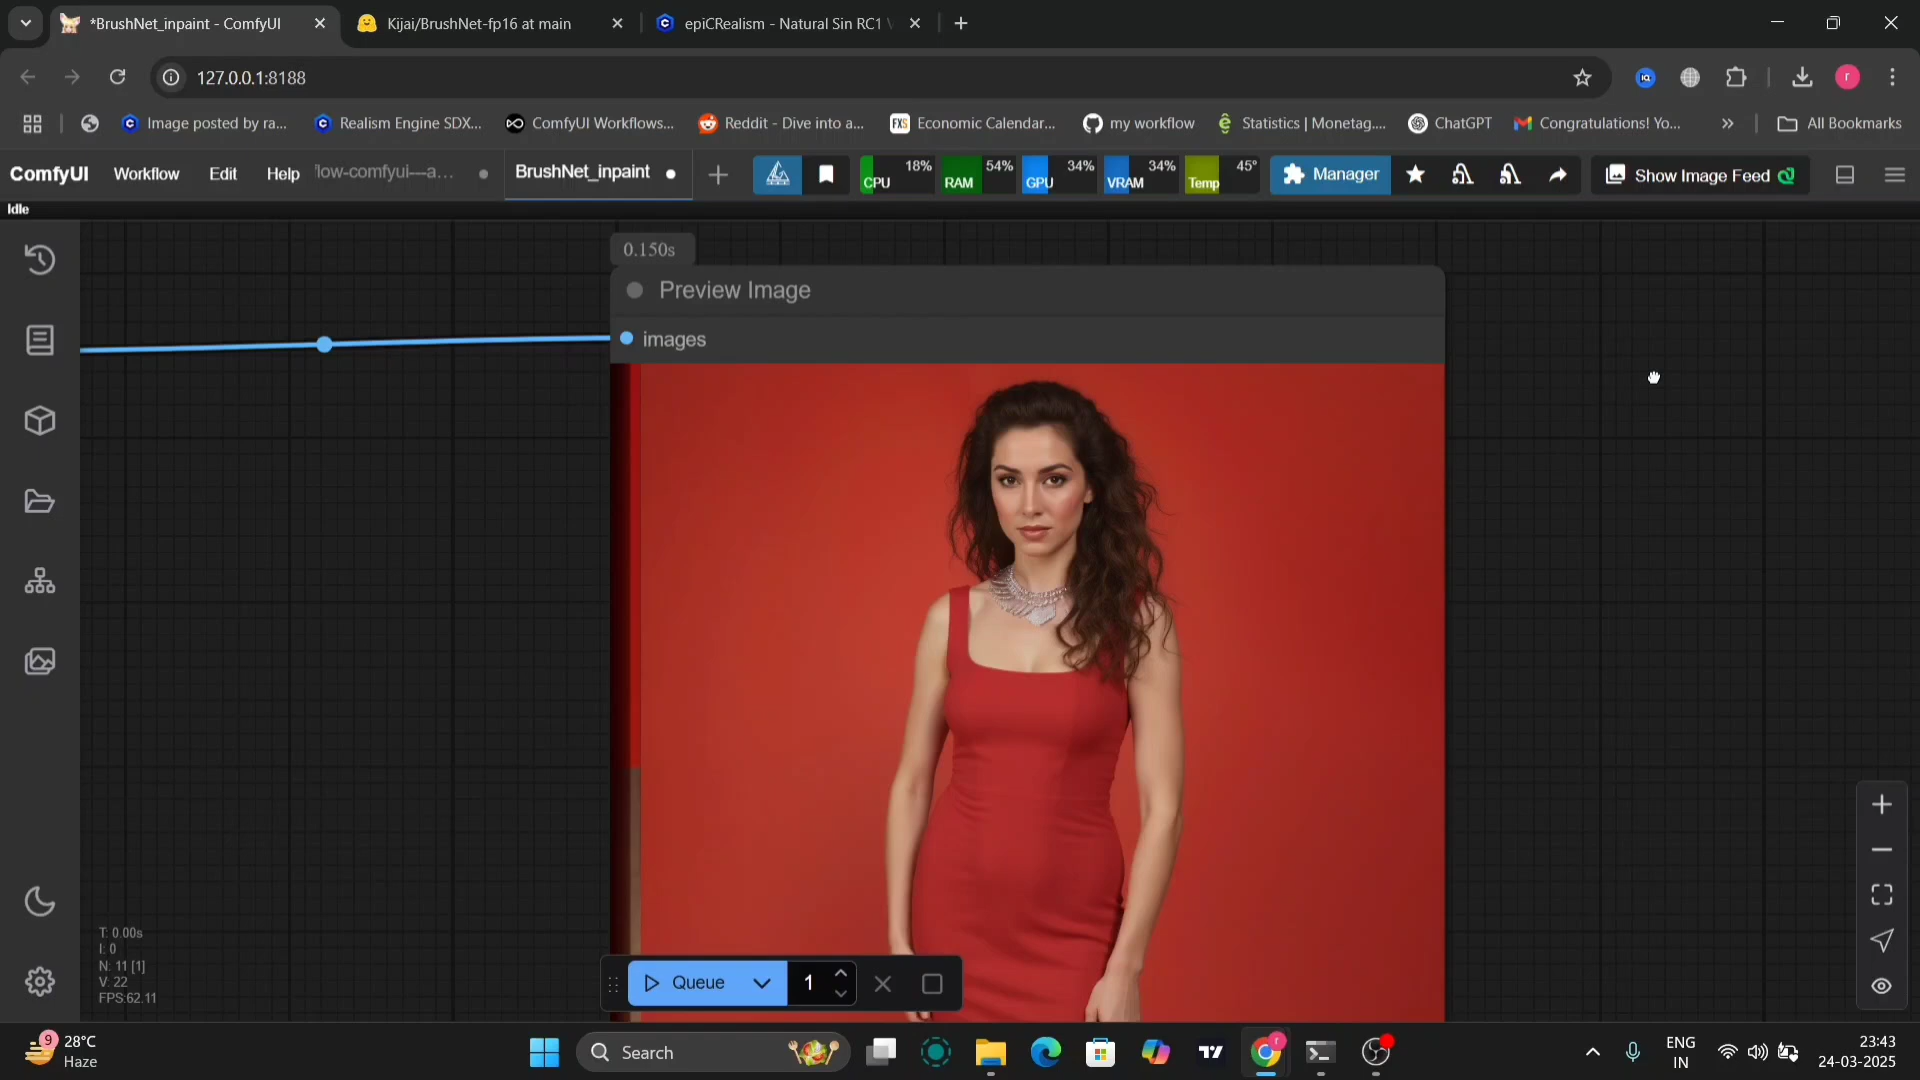 *BrushNet_inpaint - ComfyUI
Kijai/BrushNet-fp16 at main
epiCRealism - Natural Sin RC1
127.0.0.1:8188
r
Image posted by ra...
Realism Engine SDX...
ComfyUI Workflows...
Reddit - Dive into a...
FXS Economic Calendar...
my workflow
Statistics | Monetag....
ChatGPT
Congratulations! Yo...
All Bookmarks
ComfyUI
Workflow
Edit
Help
flow-comfyui---a...
BrushNet_inpaint
CPU 18%
RAM 54%
GPU 34%
VRAM 34%
Temp 45°
Manager
Show Image Feed
Idle
0.150s
Preview Image
images
T: 0.00s
I: 0
N: 11 [1]
V: 22
FPS:62.11
Queue
1
9
28°C
Haze
Search
ENG
IN
23:43
24-03-2025